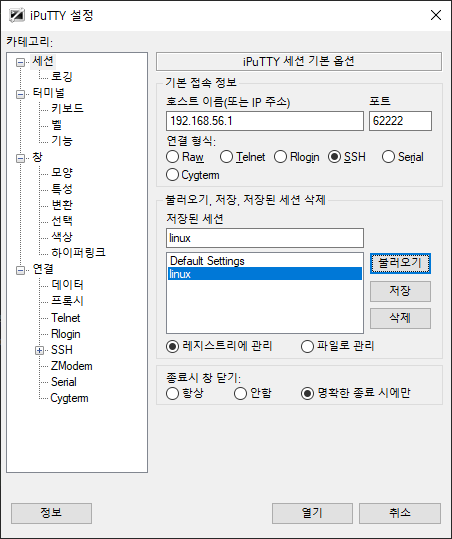 iPuTTY 설정
카테고리:
세션
로깅
터미널
키보드
벨
기능
창
모양
특성
변환
선택
색상
하이퍼링크
연결
데이터
프록시
Telnet
Rlogin
SSH
ZModem
Serial
Cygterm
iPuTTY 세션 기본 옵션
기본 접속 정보
호스트 이름(또는 IP 주소) 포트
192.168.56.1 62222
연결 형식:
Raw Telnet Rlogin SSH Serial
Cygterm
불러오기, 저장, 저장된 세션 삭제
저장된 세션
linux
Default Settings 불러오기
linux
저장
삭제
레지스트리에 관리 파일로 관리
종료시 창 닫기:
항상 안함 명확한 종료 시에만
정보 열기 취소